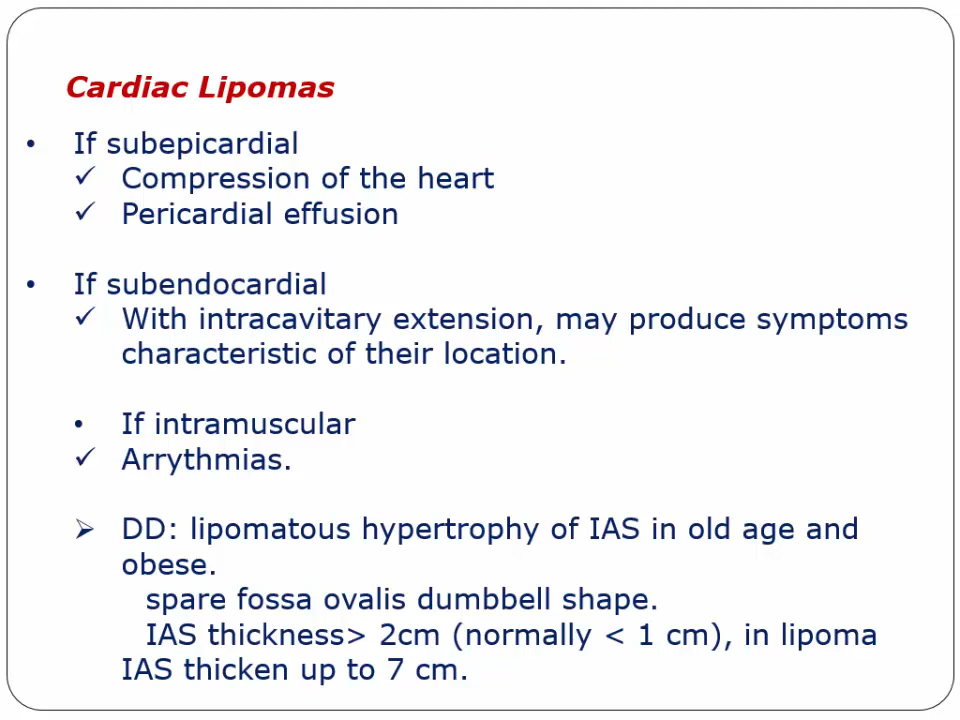 Cardiac Lipomas
• If subepicardial
✓ Compression of the heart
✓ Pericardial effusion
• If subendocardial
✓ With intracavitary extension, may produce symptoms
characteristic of their location.
• If intramuscular
✓ Arrythmias.
➢ DD: lipomatous hypertrophy of IAS in old age and
obese.
spare fossa ovalis dumbbell shape.
IAS thickness> 2cm (normally < 1 cm), in lipoma
IAS thicken up to 7 cm.